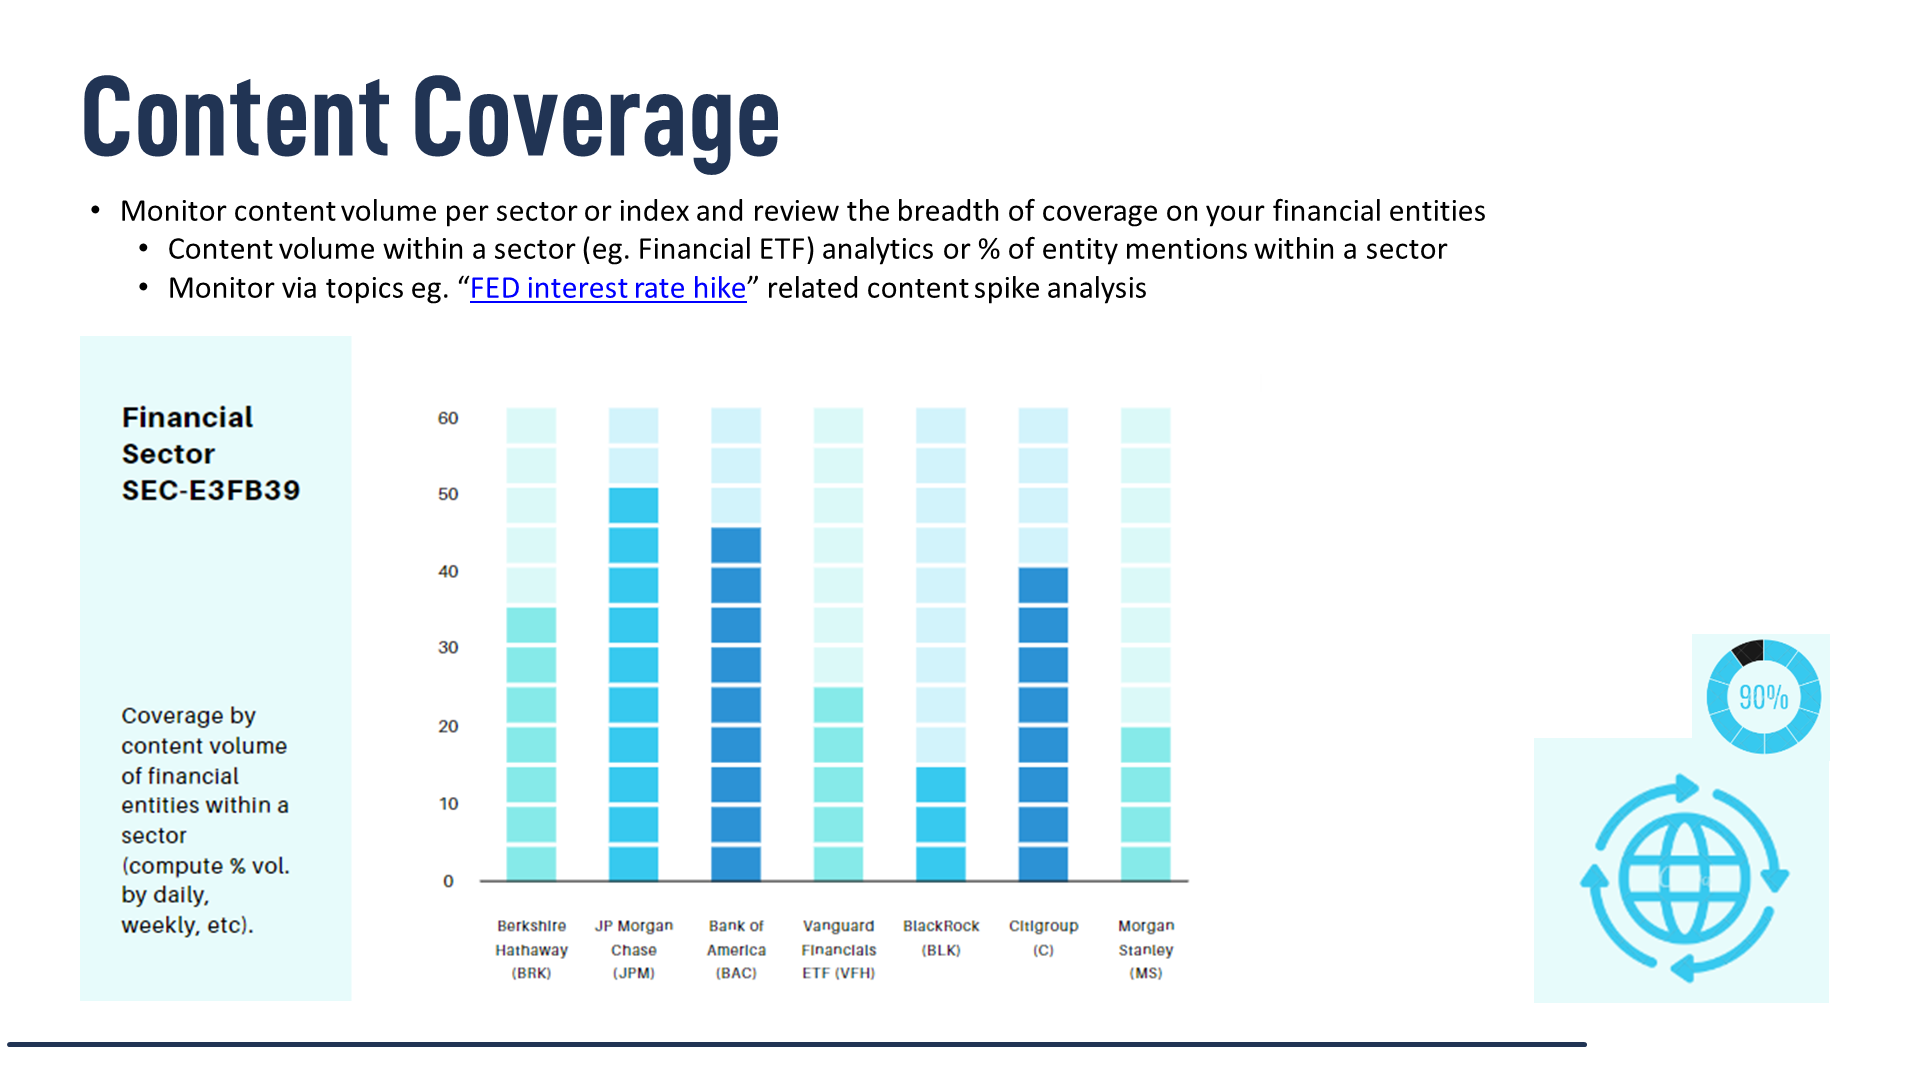 Content Coverage
• Monitor content volume per sector or index and review the breadth of coverage on your financial entities
• Content volume within a sector (eg. Financial ETF) analytics or % of entity mentions within a sector
• Monitor via topics eg. “FED interest rate hike” related content spike analysis
Financial
Sector
SEC-E3FB39
Coverage by
content volume
of financial
entities within a
sector
(compute % vol.
by daily,
weekly, etc).
60
50
40
30
20
10
0
Berkshire
Hathaway
(BRK)
JP Morgan
Chase
(JPM)
Bank of
America
(BAC)
Vanguard
Financials
ETF (VFH)
BlackRock
(BLK)
Citigroup
(C)
Morgan
Stanley
(MS)
90%